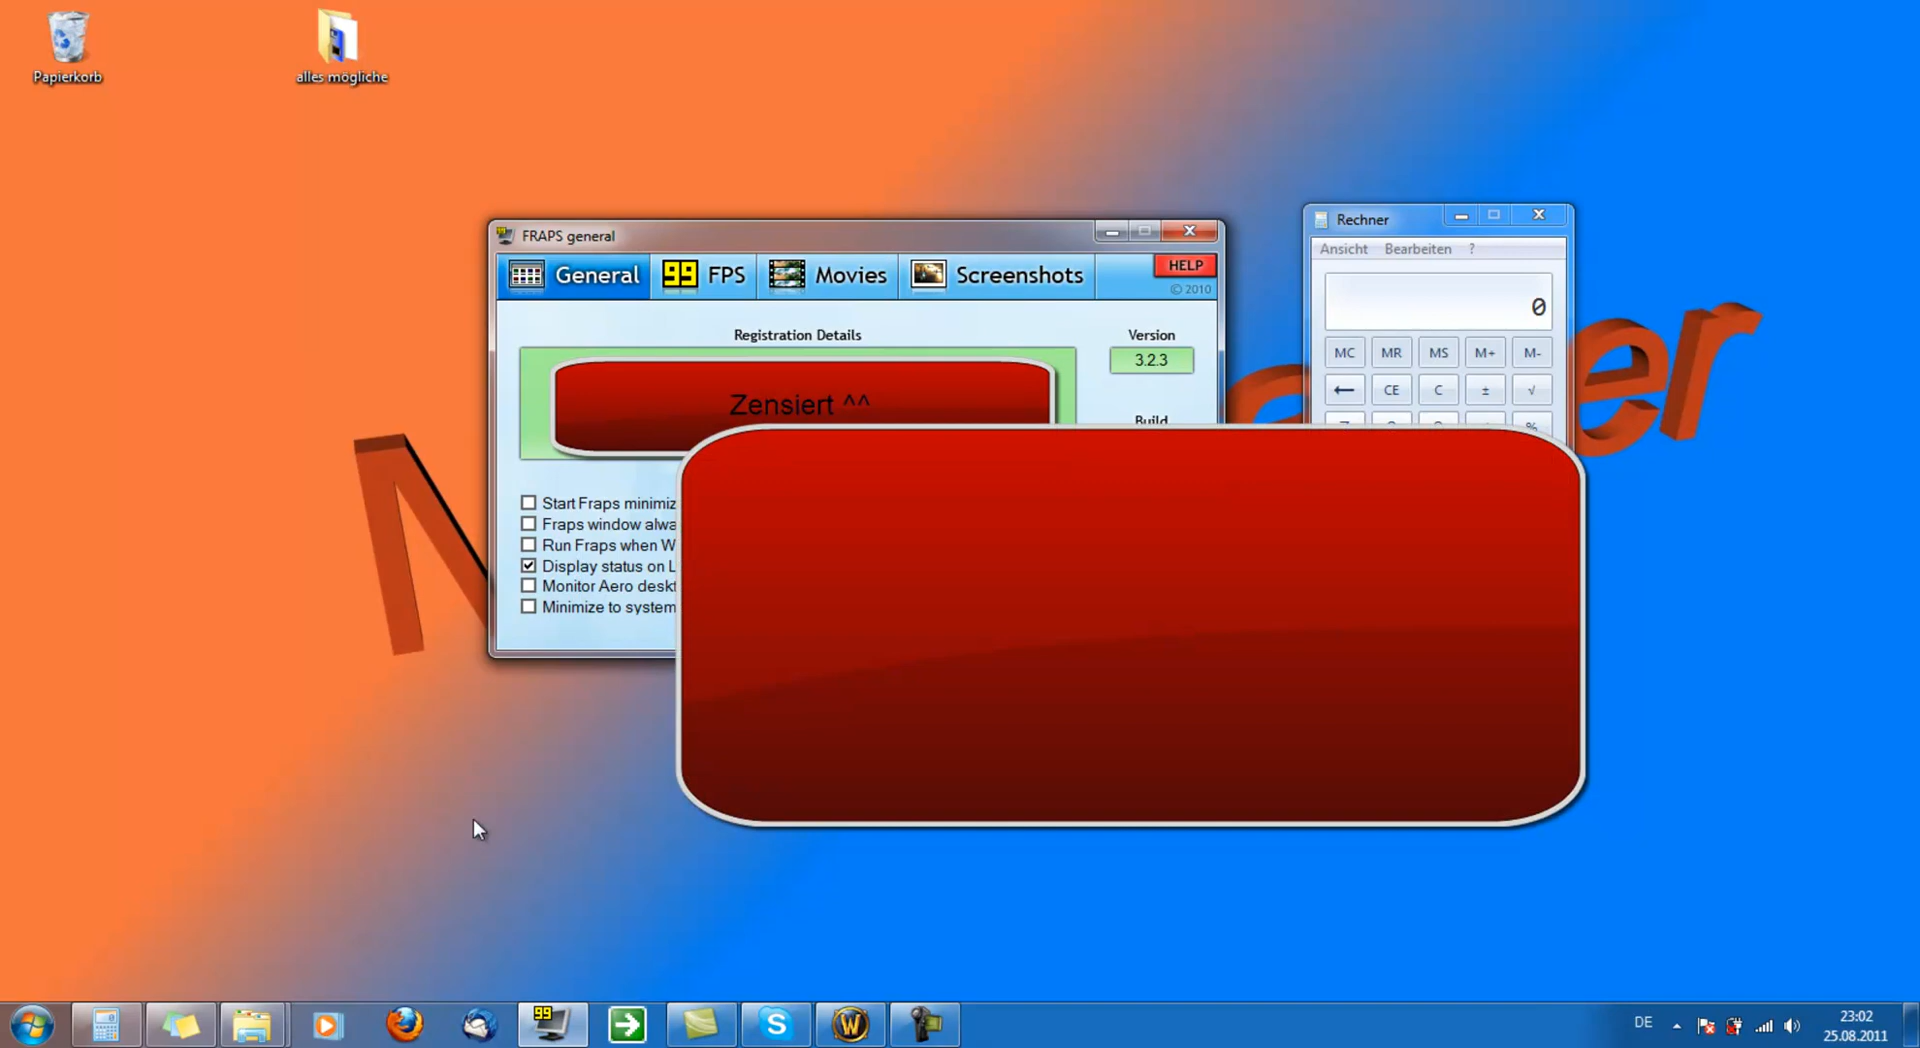 Papierkorb
alles mögliche
FRAPS general
General
99 FPS
Movies
Screenshots
HELP
© 2010
Registration Details
Version
3.2.3
Zensiert ^^
Build
Start Fraps minimiz
Fraps window alwa
Run Fraps when W
Display status on L
Monitor Aero deskt
Minimize to system
Rechner
Ansicht Bearbeiten ?
0
MC MR MS M+ M-
← CE C ± √
%
N
er
99
S
W
DE
23:02
25.08.2011